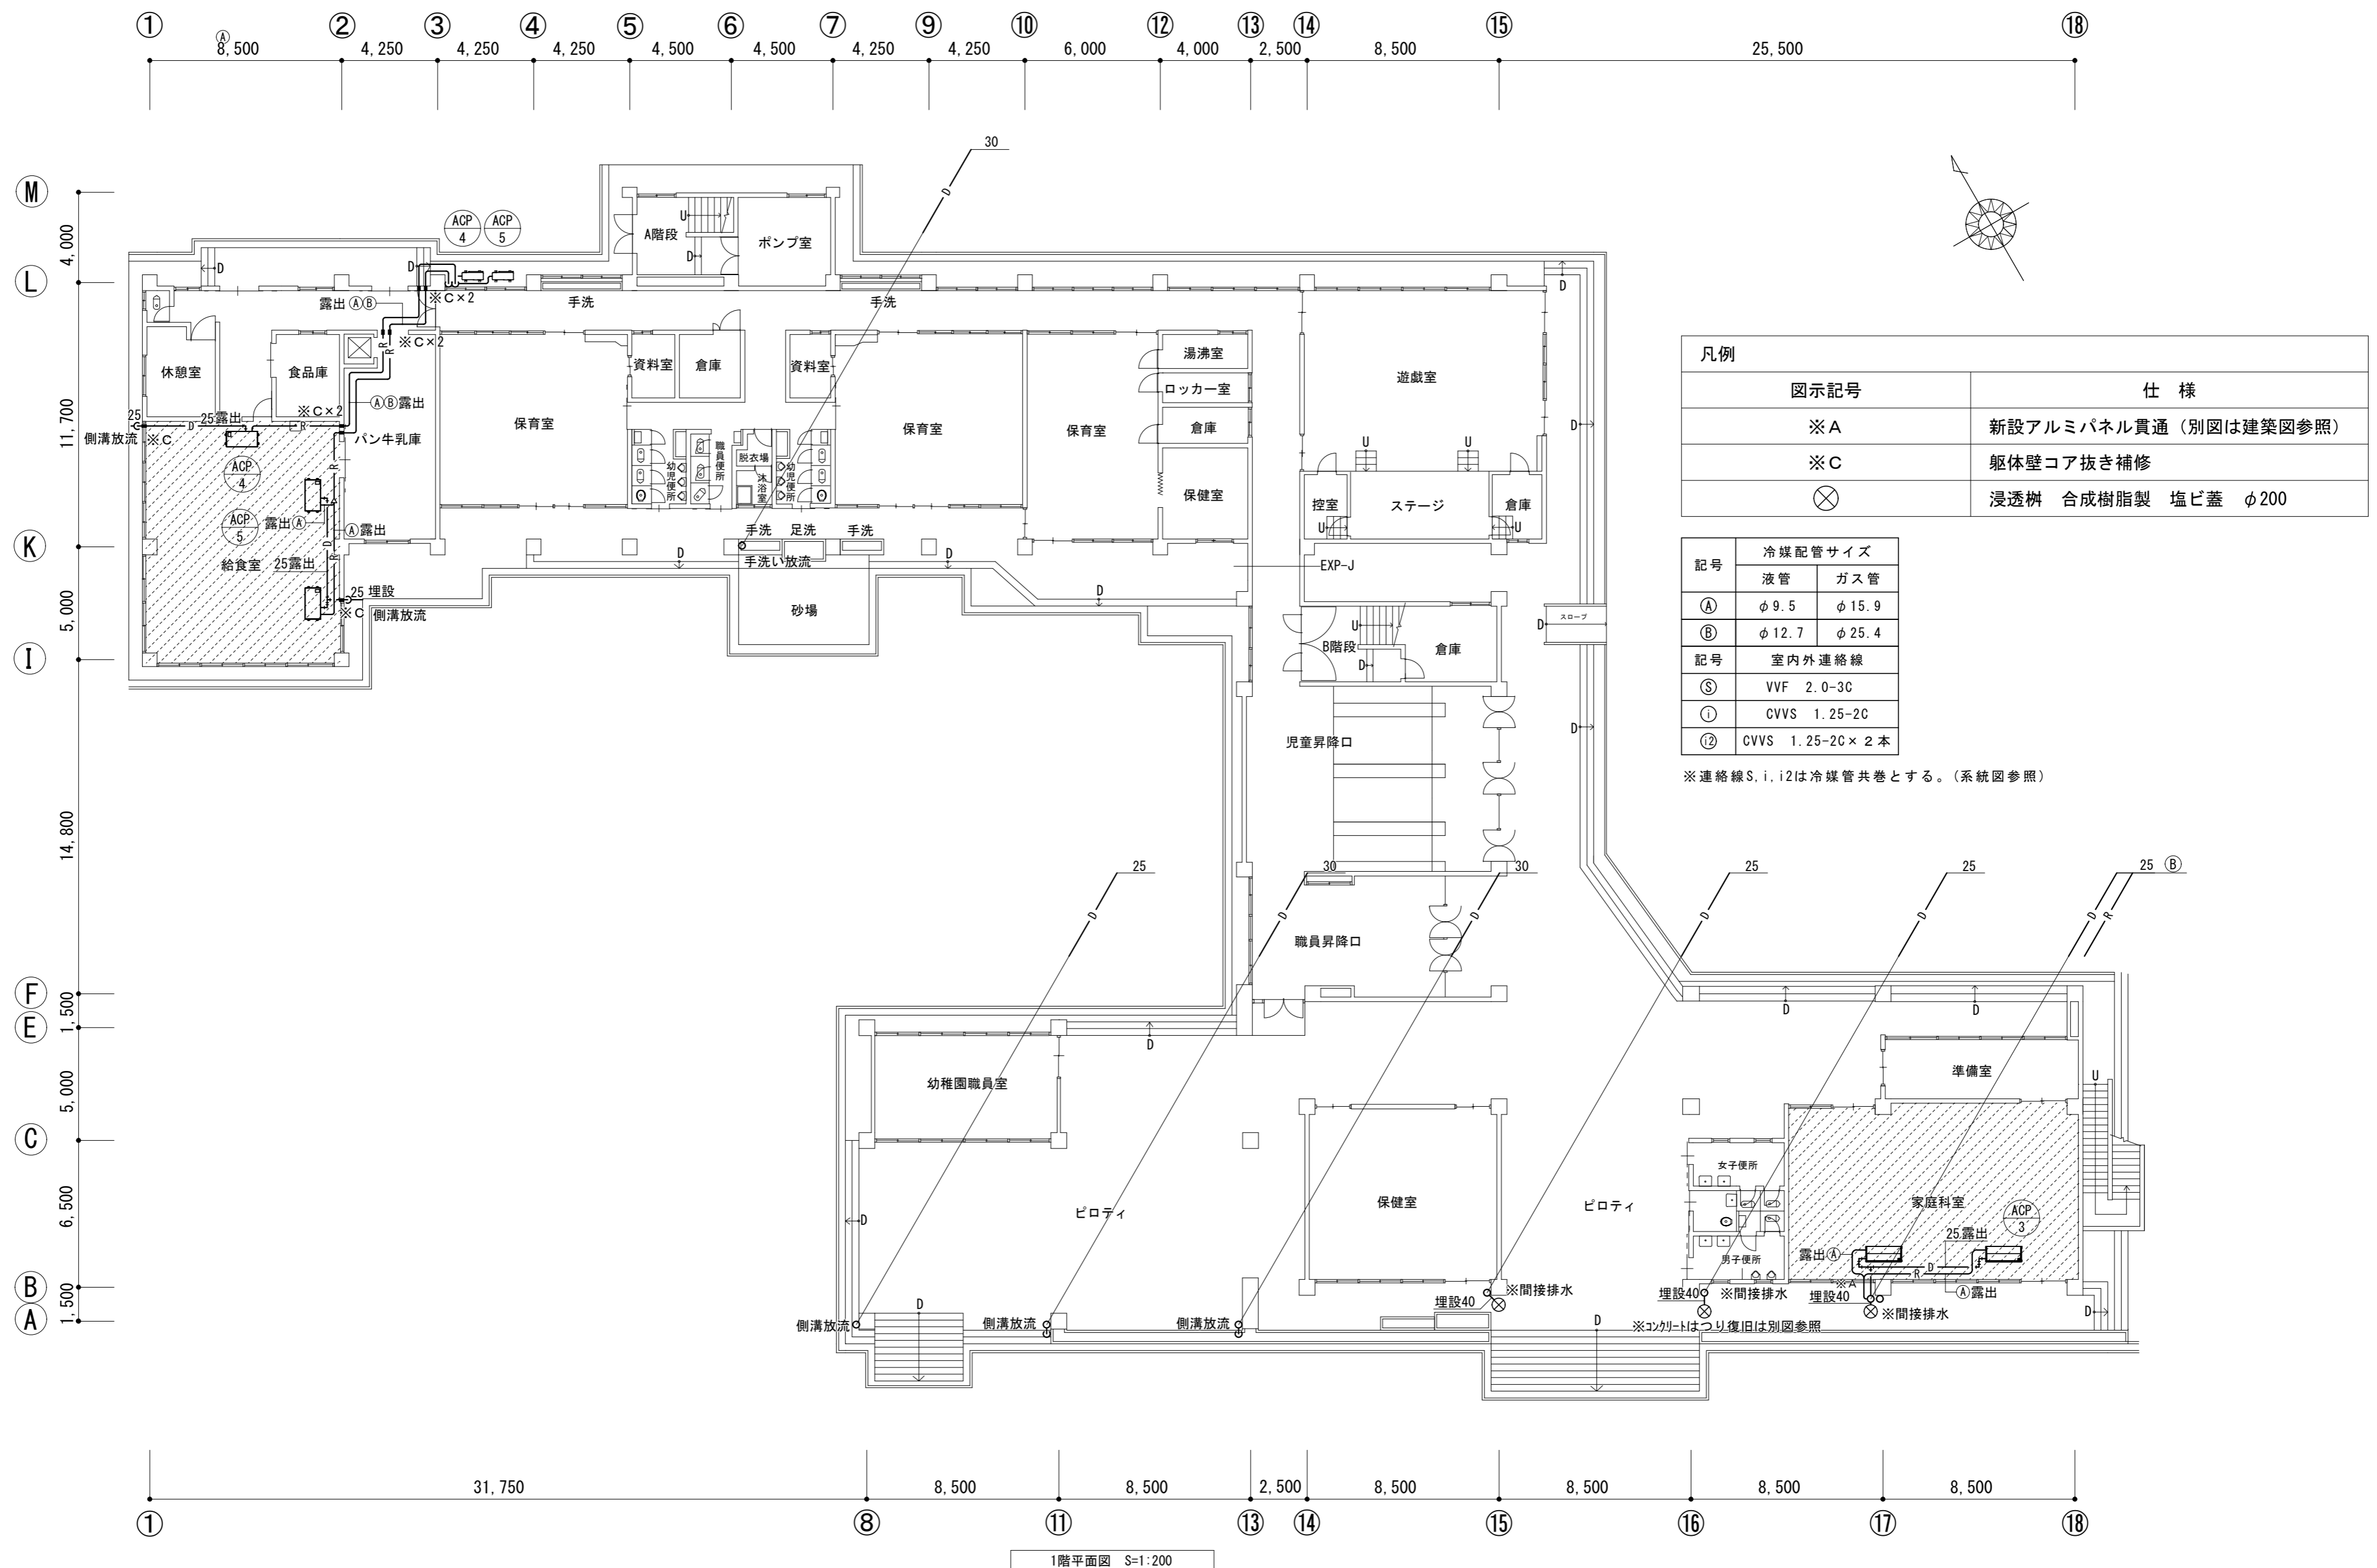 ① ② ③ ④ ⑤ ⑥ ⑦ ⑨ ⑩ ⑫ ⑬ ⑭ ⑮ ⑱
Ⓐ
8,500 4,250 4,250 4,250 4,500 4,500 4,250 4,250 6,000 4,000 2,500 8,500 25,500
30
D
Ⓜ
4,000
Ⓛ
11,700
Ⓚ
5,000
Ⓘ
14,800
Ⓕ
1,500
Ⓔ
5,000
Ⓒ
6,500
Ⓑ
1,500
Ⓐ
ACP
4
ACP
5
A階段
U
D
ポンプ室
D
D
露出ⒶⒷ
※C×2
手洗
手洗
D
※C×2
R
R
休憩室
食品庫
資料室
倉庫
資料室
湯沸室
遊戯室
ロッカー室
ⒶⒷ露出
※C×2
25
25露出
D
R
側溝放流
※C
パン牛乳庫
保育室
保育室
保育室
倉庫
D
幼児便所
職員便所
脱衣場
沐浴室
幼児便所
U
U
ACP
4
R
保健室
控室
ステージ
倉庫
ACP
5
露出Ⓐ
Ⓐ露出
U
U
手洗
足洗
手洗
D
手洗い放流
D
D
R
給食室
25露出
EXP-J
25 埋設
※C
側溝放流
D
砂場
スロープ
D
U
B階段
D
倉庫
児童昇降口
D
凡例
図示記号 仕 様
※A 新設アルミパネル貫通（別図は建築図参照）
※C 躯体壁コア抜き補修
⊗ 浸透桝 合成樹脂製 塩ビ蓋 φ200
記号 冷媒配管サイズ
液管 ガス管
Ⓐ φ9.5 φ15.9
Ⓑ φ12.7 φ25.4
記号 室内外連絡線
Ⓢ VVF 2.0-3C
ⓘ CVVS 1.25-2C
i2 CVVS 1.25-2C×２本
※連絡線S,i,i2は冷媒管共巻とする。（系統図参照）
25
30
30
25
25
25 Ⓑ
D
D
D
D
D
D
R
職員昇降口
D
D
D
幼稚園職員室
準備室
U
女子便所
ピロティ
保健室
ピロティ
家庭科室
ACP
3
D
男子便所
露出Ⓐ
25露出
D
R
※A
Ⓐ露出
※間接排水
埋設40
埋設40
※間接排水
埋設40
※間接排水
D
側溝放流
D
側溝放流
側溝放流
D
※ｺﾝｸﾘｰﾄはつり復旧は別図参照
31,750 8,500 8,500 2,500 8,500 8,500 8,500 8,500
① ⑧ ⑪ ⑬ ⑭ ⑮ ⑯ ⑰ ⑱
1階平面図 S=1:200